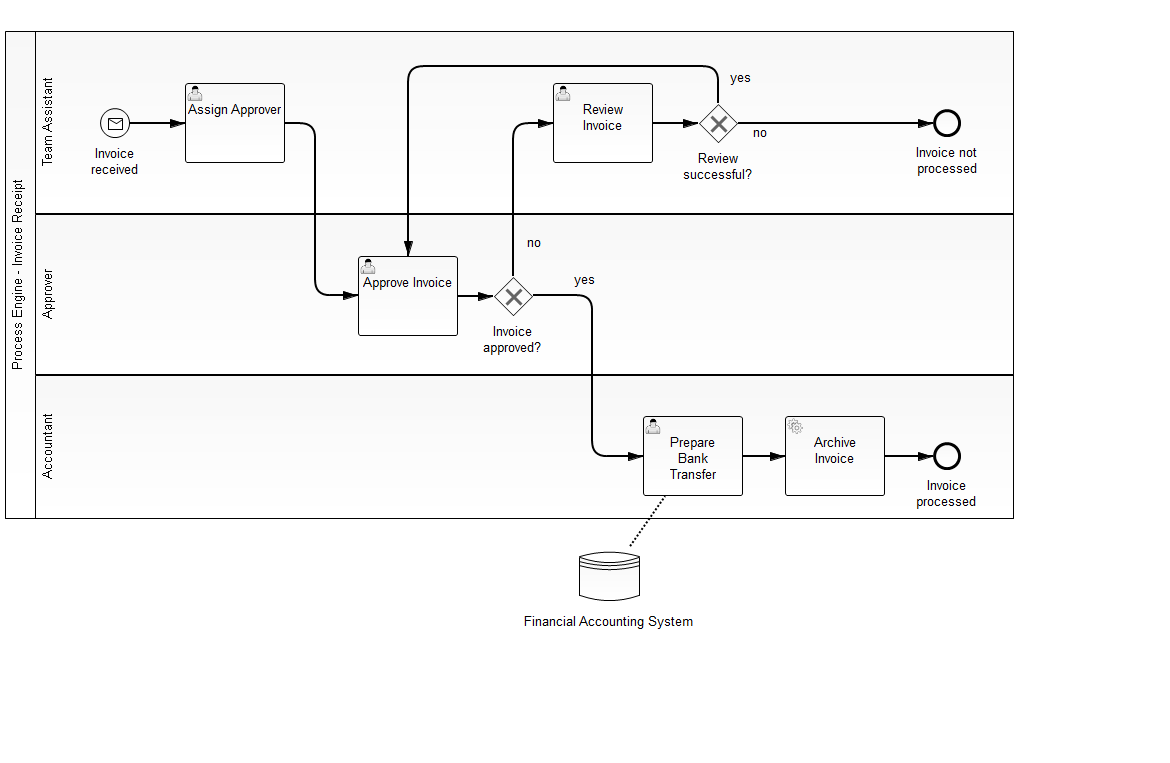 Process Engine - Invoice Receipt
Team Assistant
Invoice
received
Assign Approver
Review
Invoice
yes
no
Review
successful?
Invoice not
processed
Approver
Approve Invoice
no
yes
Invoice
approved?
Accountant
Prepare
Bank
Transfer
Archive
Invoice
Invoice
processed
Financial Accounting System